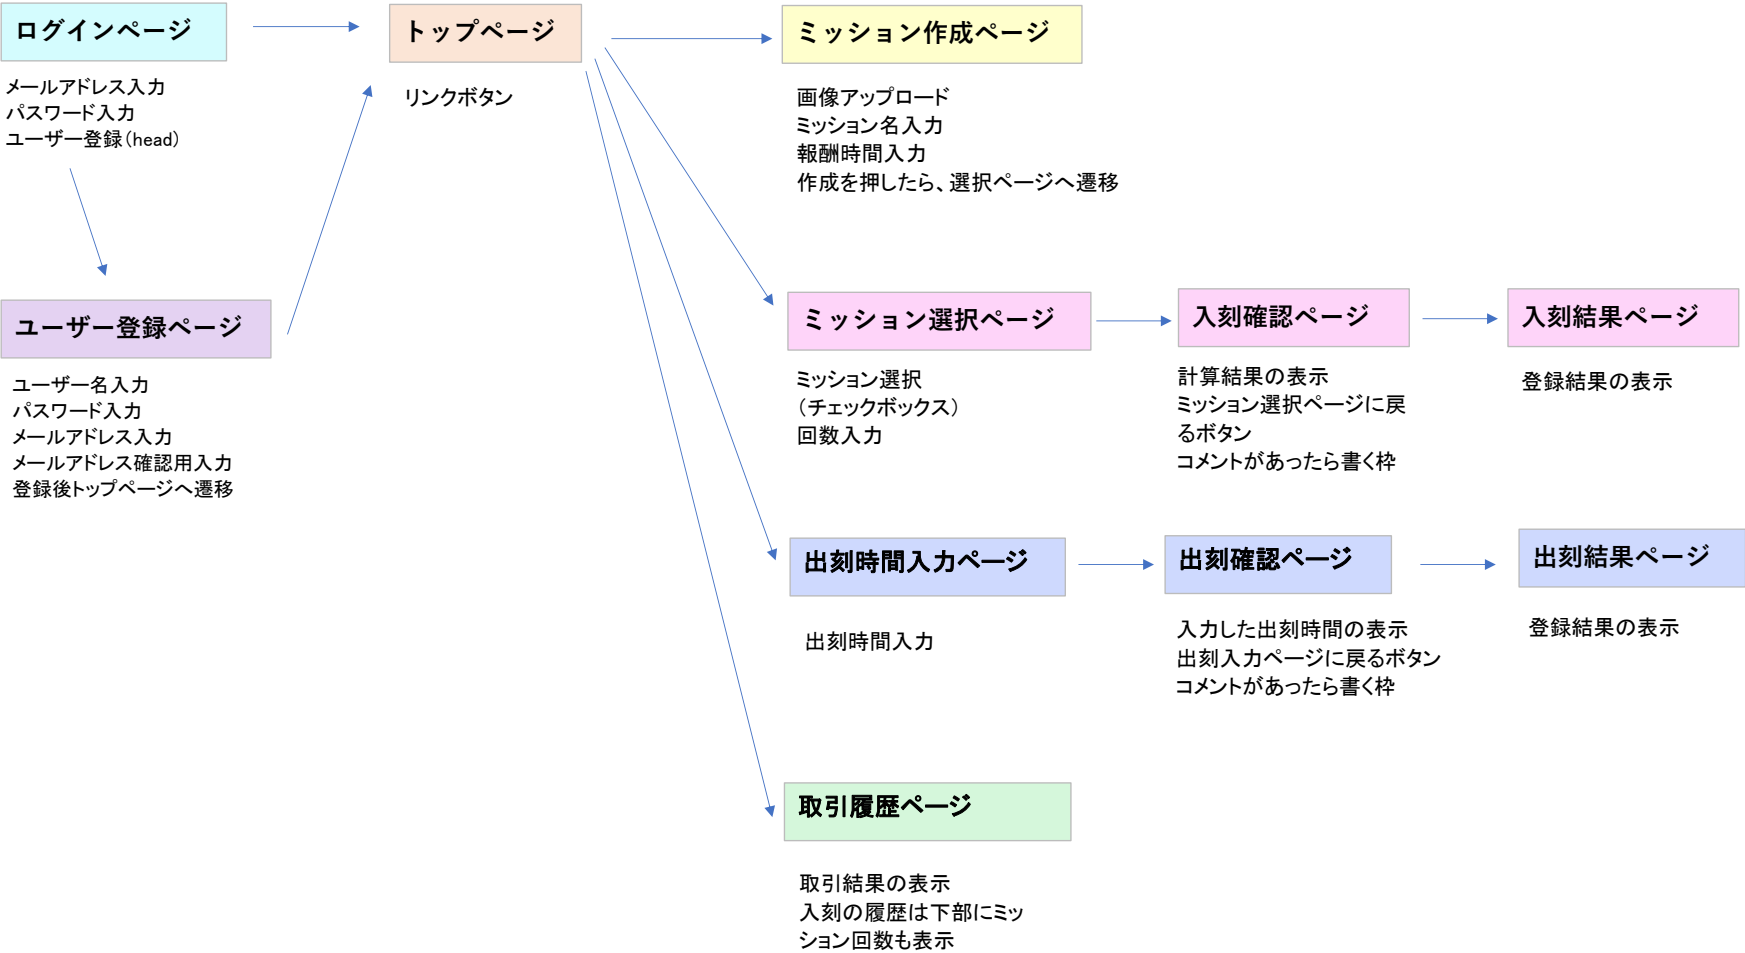 ログインページ
メールアドレス入力
パスワード入力
ユーザー登録（head）
トップページ
リンクボタン
ミッション作成ページ
画像アップロード
ミッション名入力
報酬時間入力
作成を押したら、選択ページへ遷移
ユーザー登録ページ
ユーザー名入力
パスワード入力
メールアドレス入力
メールアドレス確認用入力
登録後トップページへ遷移
ミッション選択ページ
ミッション選択
（チェックボックス）
回数入力
入刻確認ページ
計算結果の表示
ミッション選択ページに戻
るボタン
コメントがあったら書く枠
入刻結果ページ
登録結果の表示
出刻時間入力ページ
出刻時間入力
出刻確認ページ
入力した出刻時間の表示
出刻入力ページに戻るボタン
コメントがあったら書く枠
出刻結果ページ
登録結果の表示
取引履歴ページ
取引結果の表示
入刻の履歴は下部にミッ
ション回数も表示